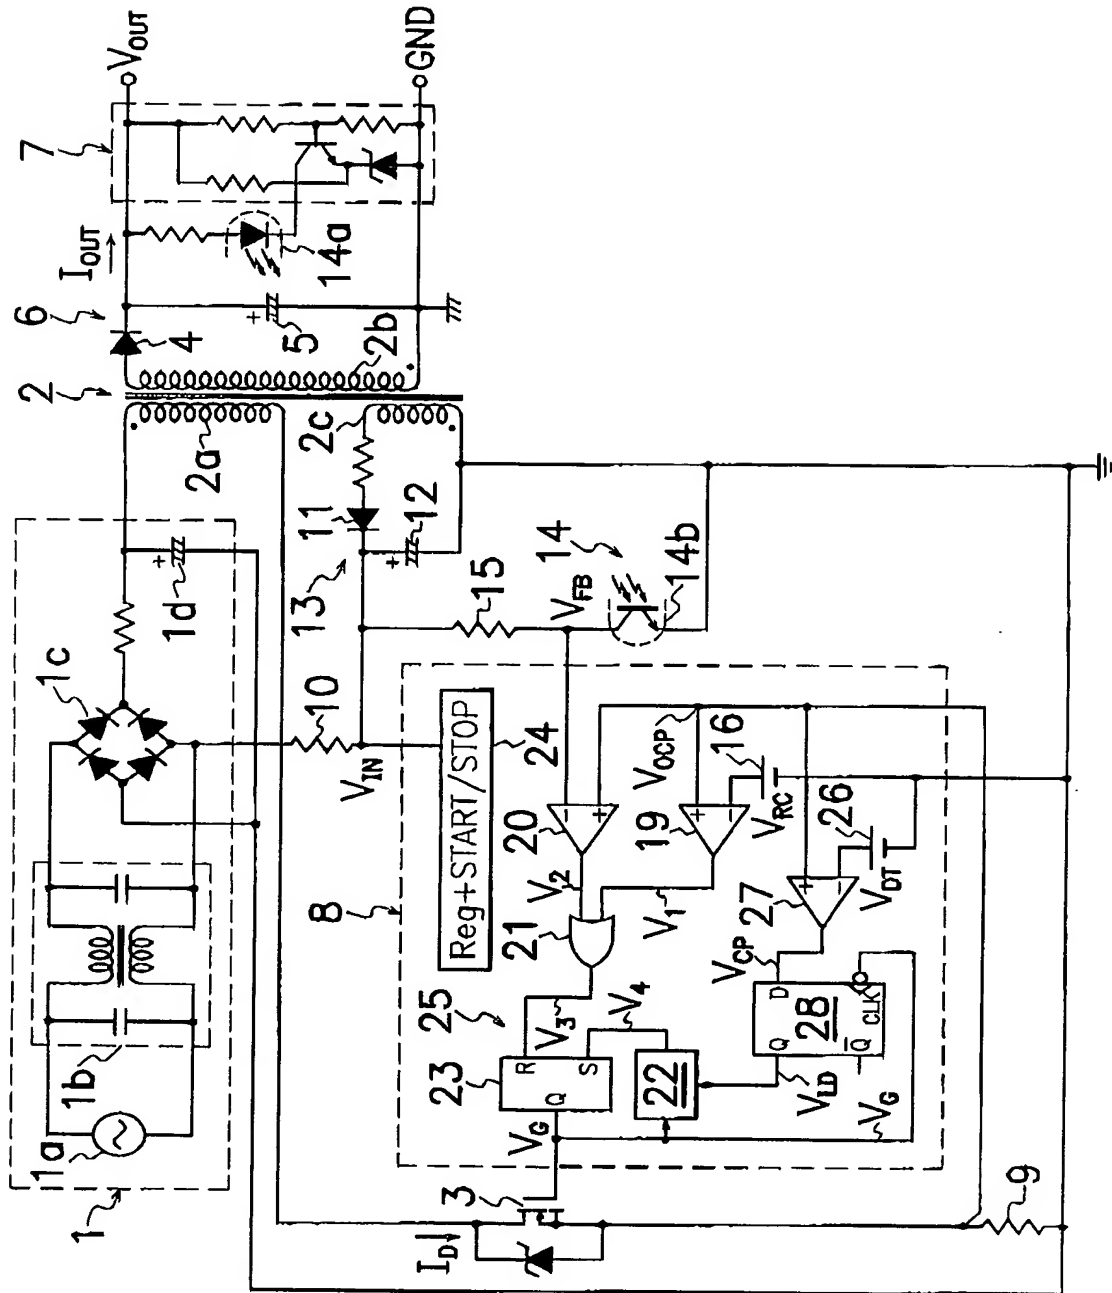 7
V_OUT
GND
I_OUT
14a
6
4
5
2
2b
2a
2c
+
+
+
11
12
13
15
14
14b
V_FB
1c
1d
10
V_IN
1b
1a
1
8
Reg+START/STOP
24
20
-
+
V_OCP
16
19
+
-
V_RC
V_2
V_1
26
21
27
+
-
V_DT
V_3
V_4
V_CP
25
23
R
S
Q
22
28
D
CLK
Q
Q̄
V_LD
V_G
V_G
3
I_D
9